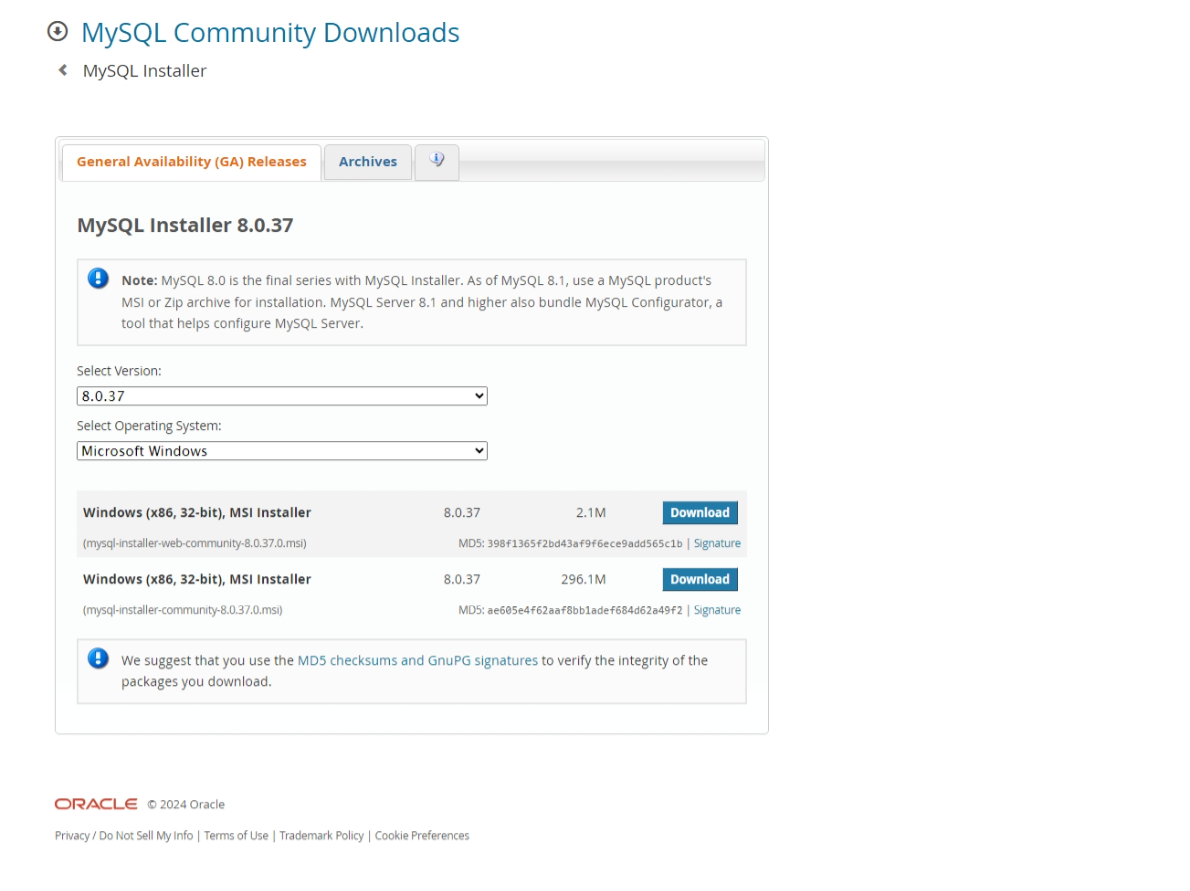 MySQL Community Downloads
MySQL Installer
General Availability (GA) Releases
Archives
MySQL Installer 8.0.37
Note: MySQL 8.0 is the final series with MySQL Installer. As of MySQL 8.1, use a MySQL product's
MSI or Zip archive for installation. MySQL Server 8.1 and higher also bundle MySQL Configurator, a
tool that helps configure MySQL Server.
Select Version:
8.0.37
Select Operating System:
Microsoft Windows
Windows (x86, 32-bit), MSI Installer 8.0.37 2.1M Download
(mysql-installer-web-community-8.0.37.0.msi) MD5: 398f1365f2bd43af9f6ece9add565c1b | Signature
Windows (x86, 32-bit), MSI Installer 8.0.37 296.1M Download
(mysql-installer-community-8.0.37.0.msi) MD5: ae605e4f62aaf8bb1adef684d62a49f2 | Signature
We suggest that you use the MD5 checksums and GnuPG signatures to verify the integrity of the
packages you download.
ORACLE © 2024 Oracle
Privacy / Do Not Sell My Info | Terms of Use | Trademark Policy | Cookie Preferences